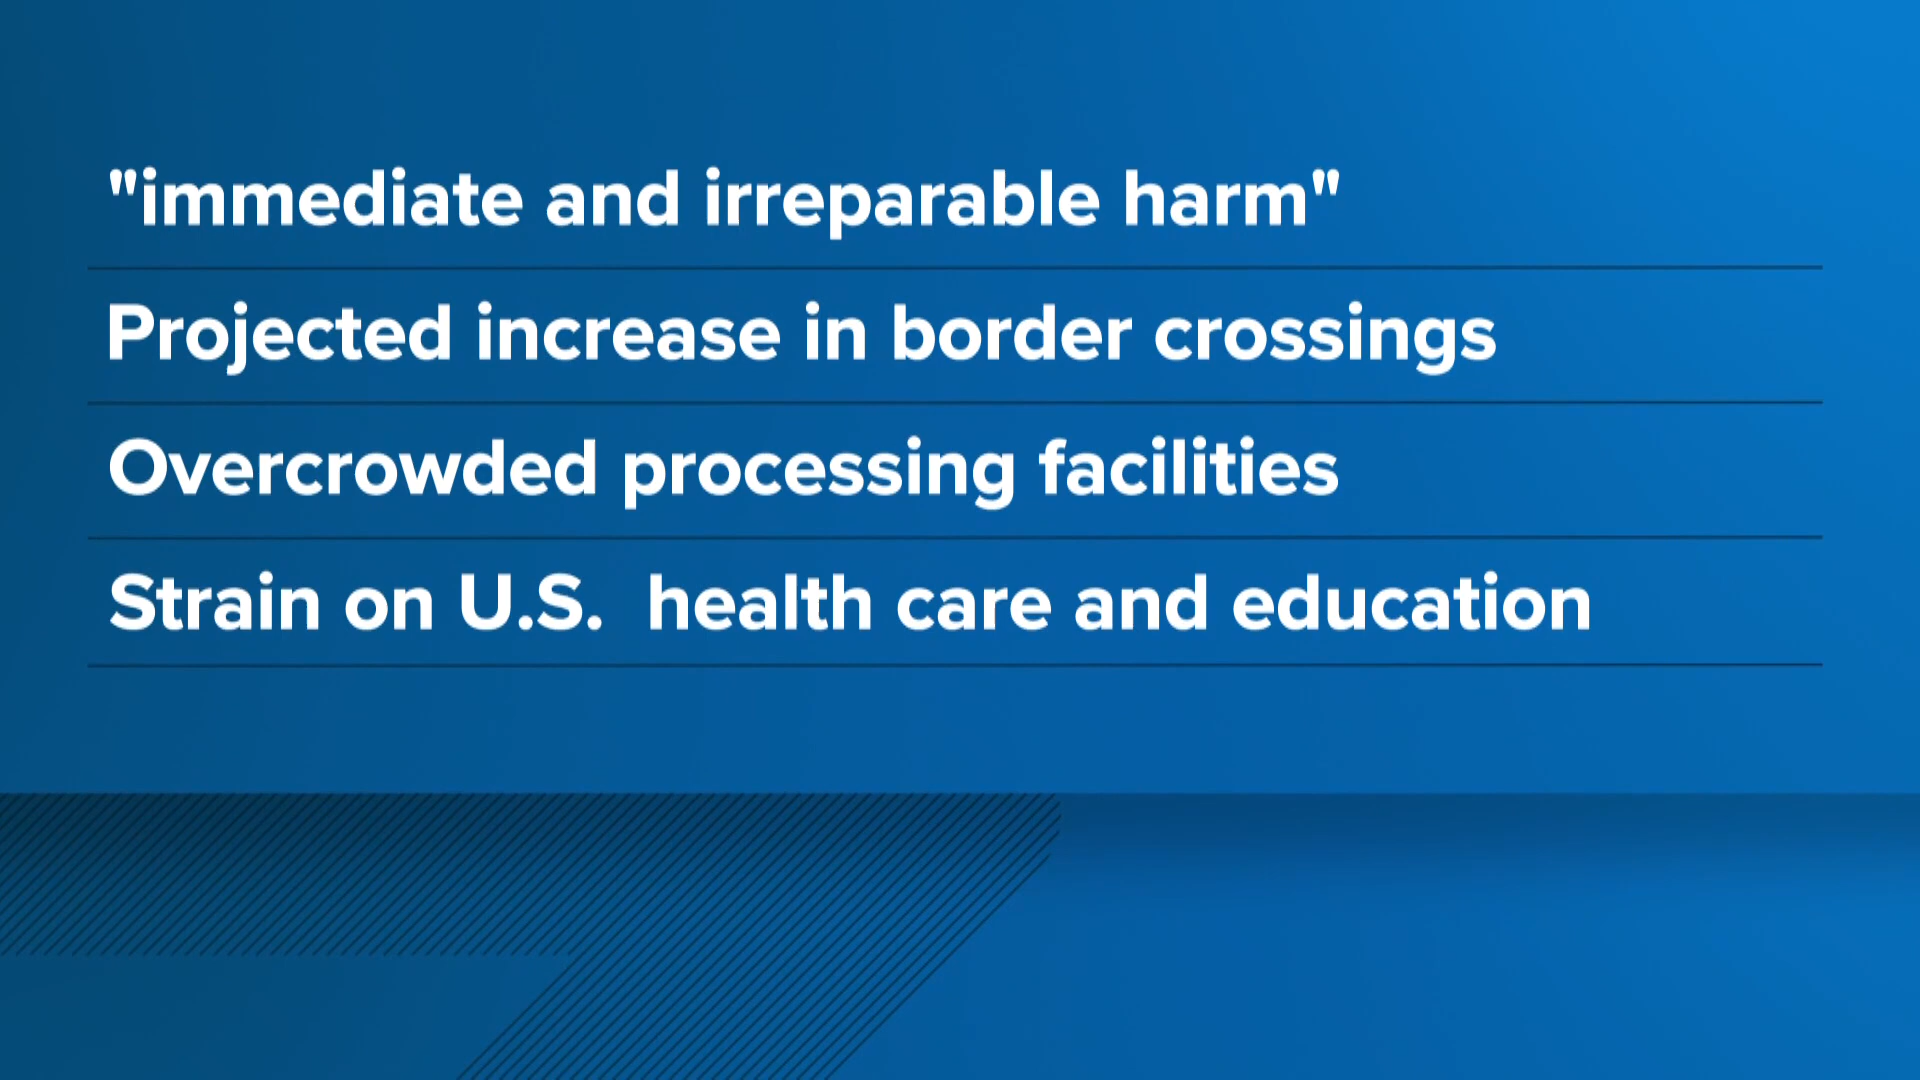 "immediate and irreparable harm"
Projected increase in border crossings
Overcrowded processing facilities
Strain on U.S.  health care and education